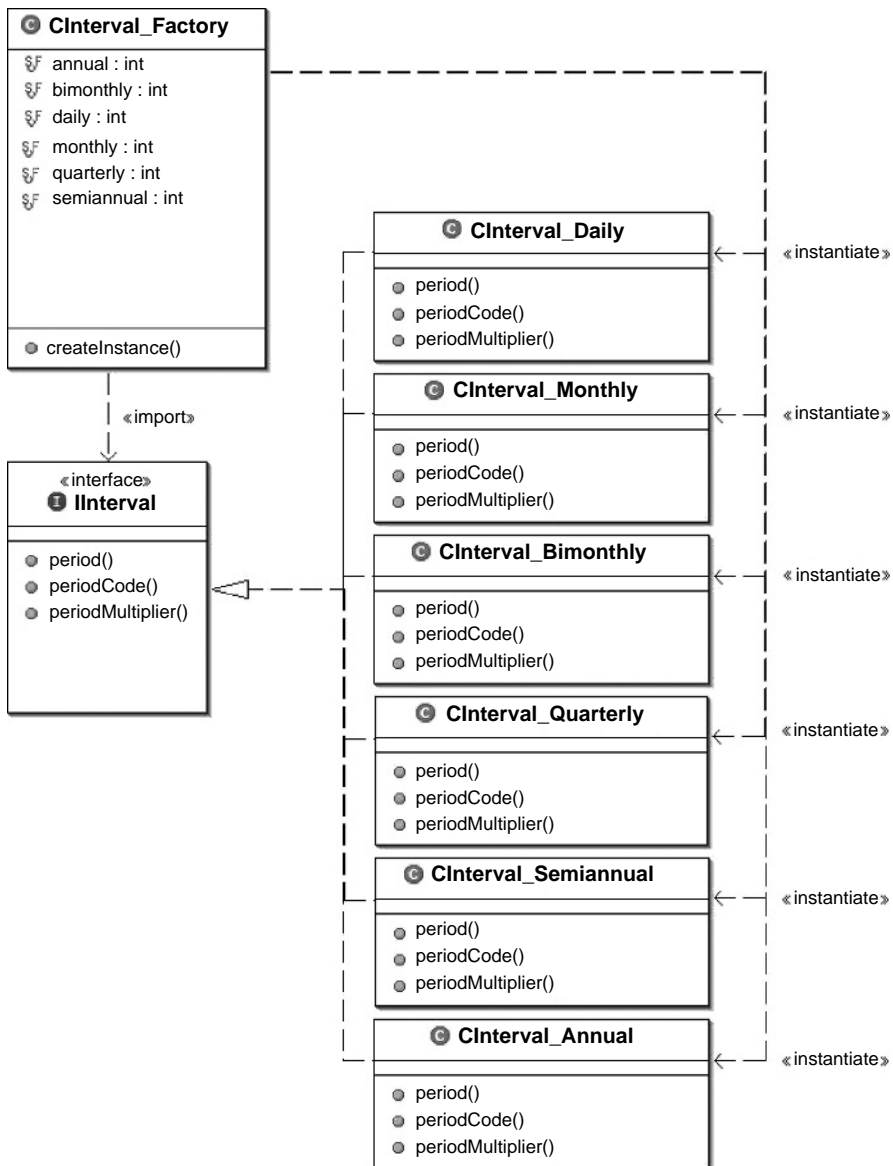 CInterval_Factory
annual : int
bimonthly : int
daily : int
monthly : int
quarterly : int
semiannual : int
createInstance()
«import»
«interface»
IInterval
period()
periodCode()
periodMultiplier()
CInterval_Daily
period()
periodCode()
periodMultiplier()
«instantiate»
CInterval_Monthly
period()
periodCode()
periodMultiplier()
«instantiate»
CInterval_Bimonthly
period()
periodCode()
periodMultiplier()
«instantiate»
CInterval_Quarterly
period()
periodCode()
periodMultiplier()
«instantiate»
CInterval_Semiannual
period()
periodCode()
periodMultiplier()
«instantiate»
CInterval_Annual
period()
periodCode()
periodMultiplier()
«instantiate»